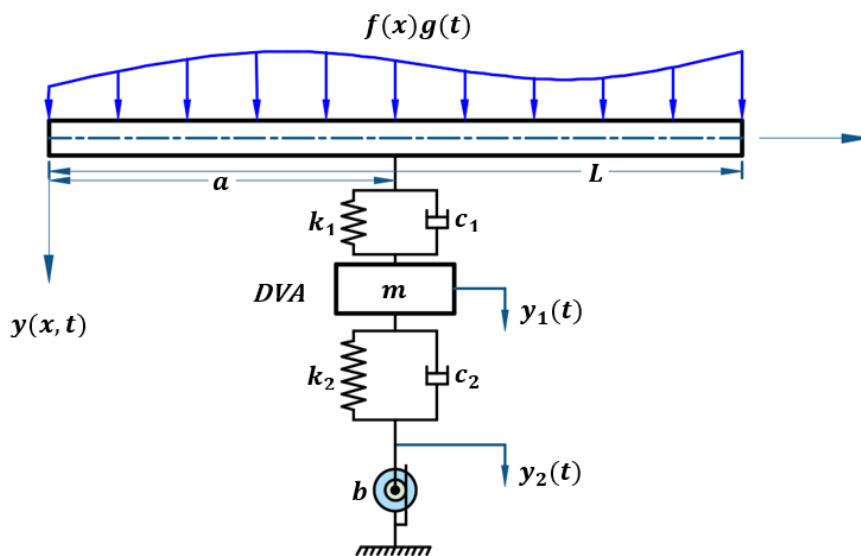 f(x)g(t)
a
L
k₁
c₁
DVA
m
y₁(t)
y(x, t)
k₂
c₂
y₂(t)
b